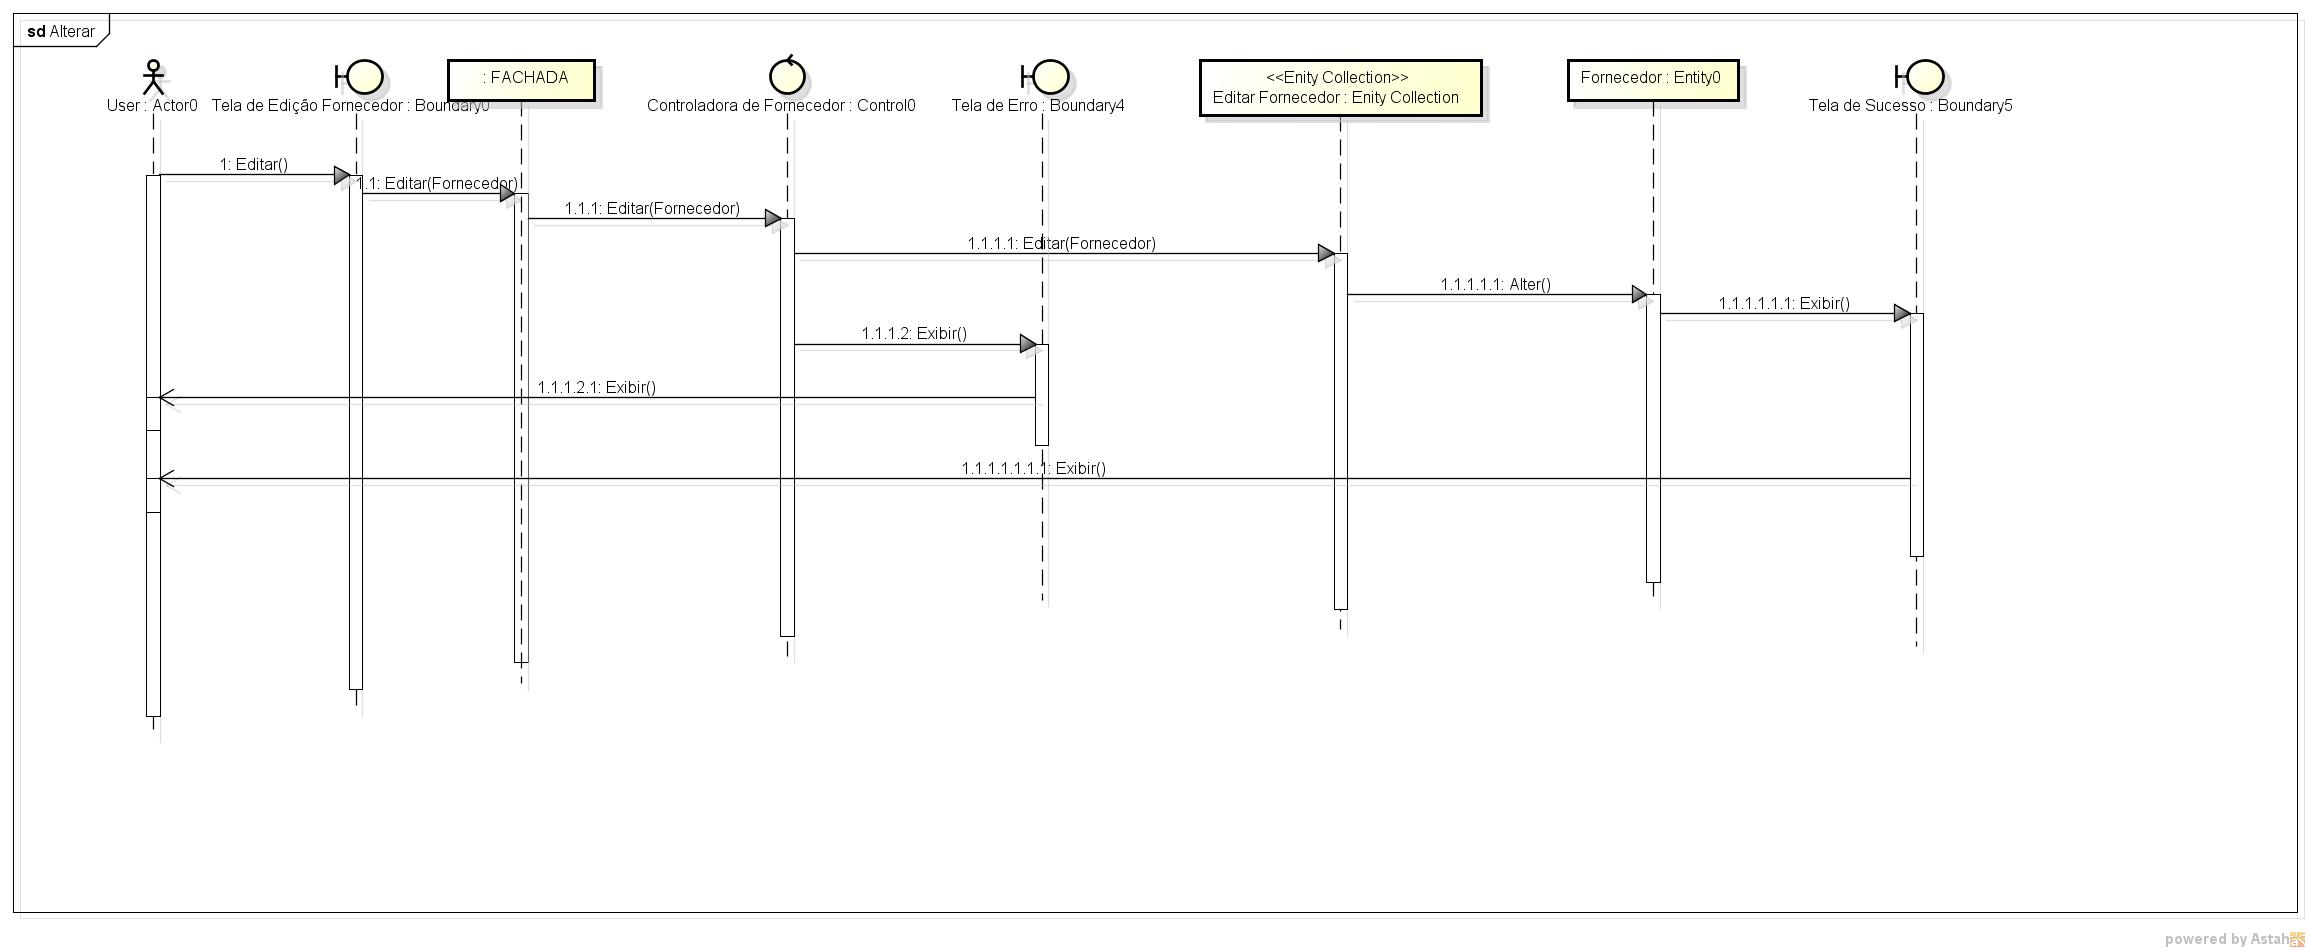 sd Alterar
User : Actor0
Tela de Edição Fornecedor : Boundary0
: FACHADA
Controladora de Fornecedor : Control0
Tela de Erro : Boundary4
<<Enity Collection>>
Editar Fornecedor : Enity Collection
Fornecedor : Entity0
Tela de Sucesso : Boundary5
1: Editar()
1.1: Editar(Fornecedor)
1.1.1: Editar(Fornecedor)
1.1.1.1: Editar(Fornecedor)
1.1.1.1.1: Alter()
1.1.1.1.1.1: Exibir()
1.1.1.2: Exibir()
1.1.1.2.1: Exibir()
1.1.1.1.1.1.1: Exibir()
powered by Astah